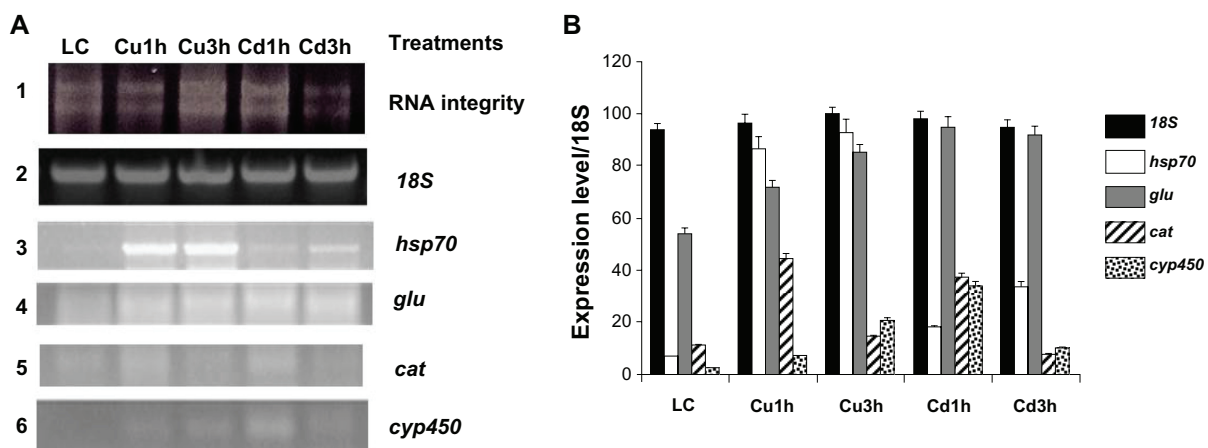 A
LC Cu1h Cu3h Cd1h Cd3h Treatments
1 RNA integrity
2 18S
3 hsp70
4 glu
5 cat
6 cyp450
B
Expression level/18S
120
100
80
60
40
20
0
LC Cu1h Cu3h Cd1h Cd3h
18S
hsp70
glu
cat
cyp450